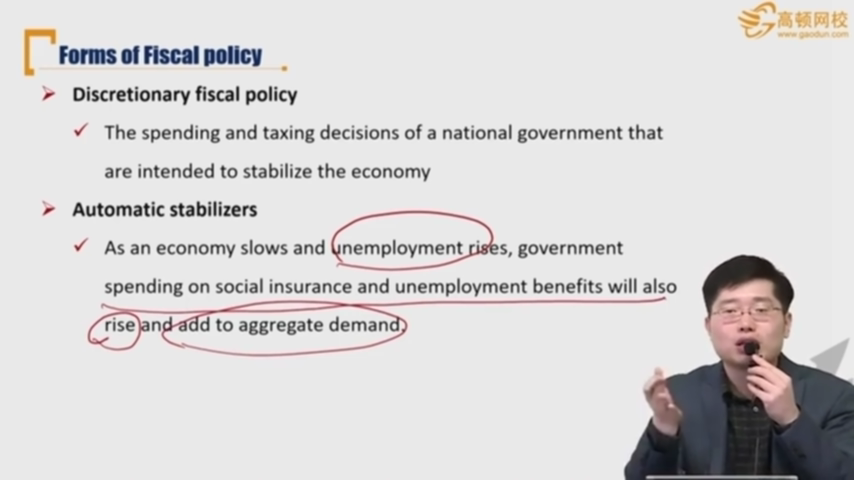 高顿网校
www.gaodun.com
Forms of Fiscal policy
Discretionary fiscal policy
The spending and taxing decisions of a national government that
are intended to stabilize the economy
Automatic stabilizers
As an economy slows and unemployment rises, government
spending on social insurance and unemployment benefits will also
rise and add to aggregate demand.